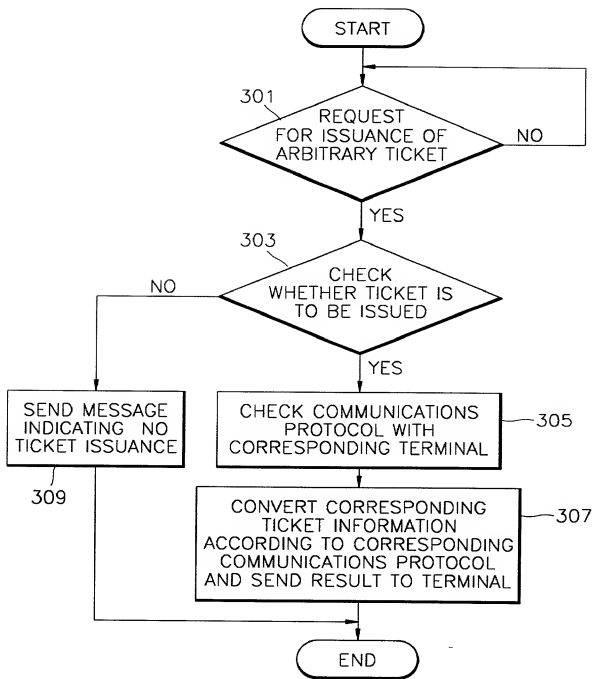 START
301
REQUEST
FOR ISSUANCE OF
ARBITRARY TICKET
NO
YES
303
CHECK
WHETHER TICKET IS
TO BE ISSUED
NO
YES
SEND MESSAGE
INDICATING NO
TICKET ISSUANCE
309
CHECK COMMUNICATIONS
PROTOCOL WITH
CORRESPONDING TERMINAL
305
CONVERT CORRESPONDING
TICKET INFORMATION
ACCORDING TO CORRESPONDING
COMMUNICATIONS PROTOCOL
AND SEND RESULT TO TERMINAL
307
END